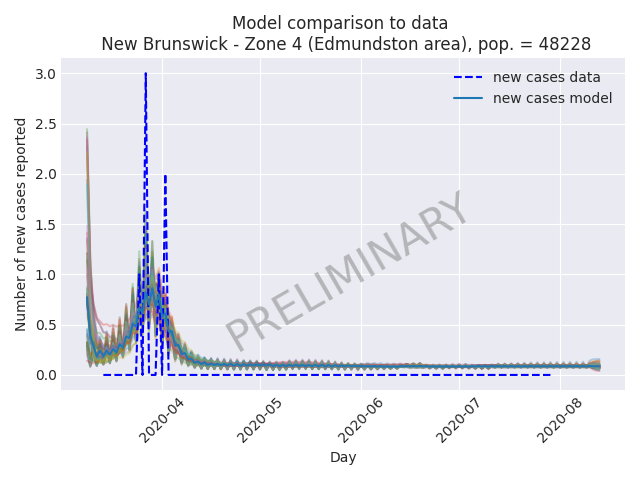 Model comparison to data
New Brunswick - Zone 4 (Edmundston area), pop. = 48228
3.0
2.5
2.0
1.5
1.0
0.5
0.0
Number of new cases reported
new cases data
new cases model
PRELIMINARY
2020-04
2020-05
2020-06
2020-07
2020-08
Day